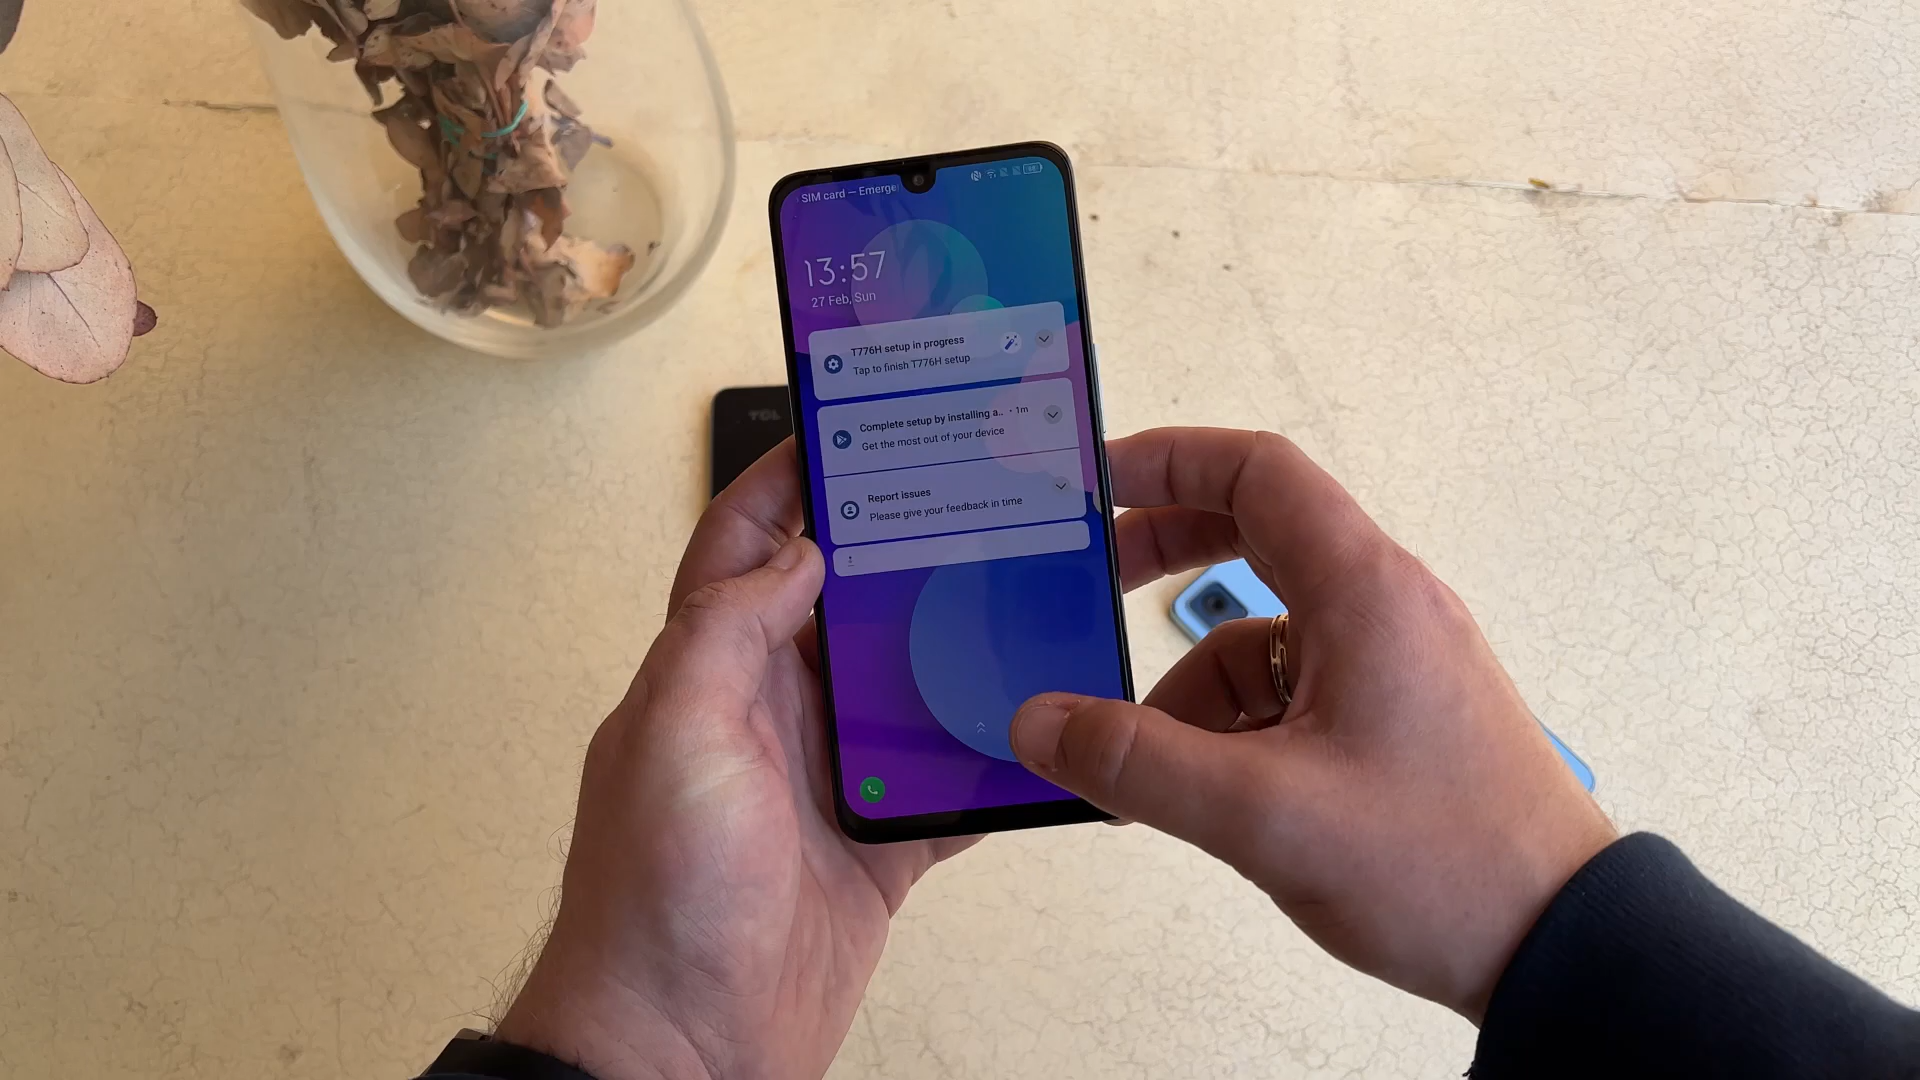 SIM card — Emerge
13:57
27 Feb, Sun
T776H setup in progress
Tap to finish T776H setup
Complete setup by installing a.. • 1m
Get the most out of your device
Report issues
Please give your feedback in time
TCL